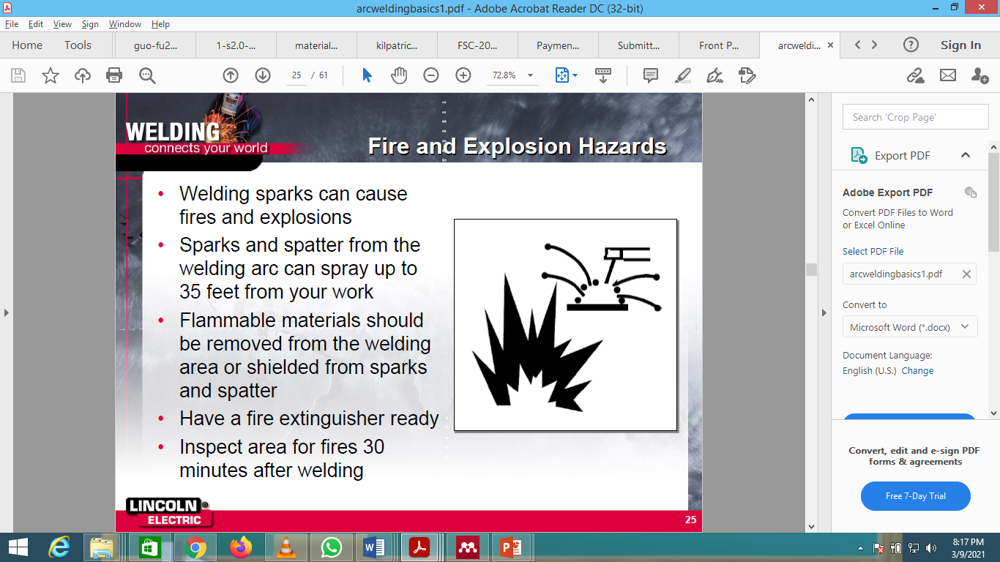 arcweldingbasics1.pdf - Adobe Acrobat Reader DC (32-bit)
File Edit View Sign Window Help
Home Tools guo-fu2... 1-s2.0-... material... kilpatric... FSC-20... Paymen... Submitt... Front P... arcweldi... Sign In
25 / 61 72.8%
WELDING
connects your world
Fire and Explosion Hazards
• Welding sparks can cause
fires and explosions
• Sparks and spatter from the
welding arc can spray up to
35 feet from your work
• Flammable materials should
be removed from the welding
area or shielded from sparks
and spatter
• Have a fire extinguisher ready
• Inspect area for fires 30
minutes after welding
LINCOLN
ELECTRIC
25
Search 'Crop Page'
Export PDF
Adobe Export PDF
Convert PDF Files to Word
or Excel Online
Select PDF File
arcweldingbasics1.pdf
Convert to
Microsoft Word (*.docx)
Document Language:
English (U.S.) Change
Convert, edit and e-sign PDF
forms & agreements
Free 7-Day Trial
8:17 PM
3/9/2021